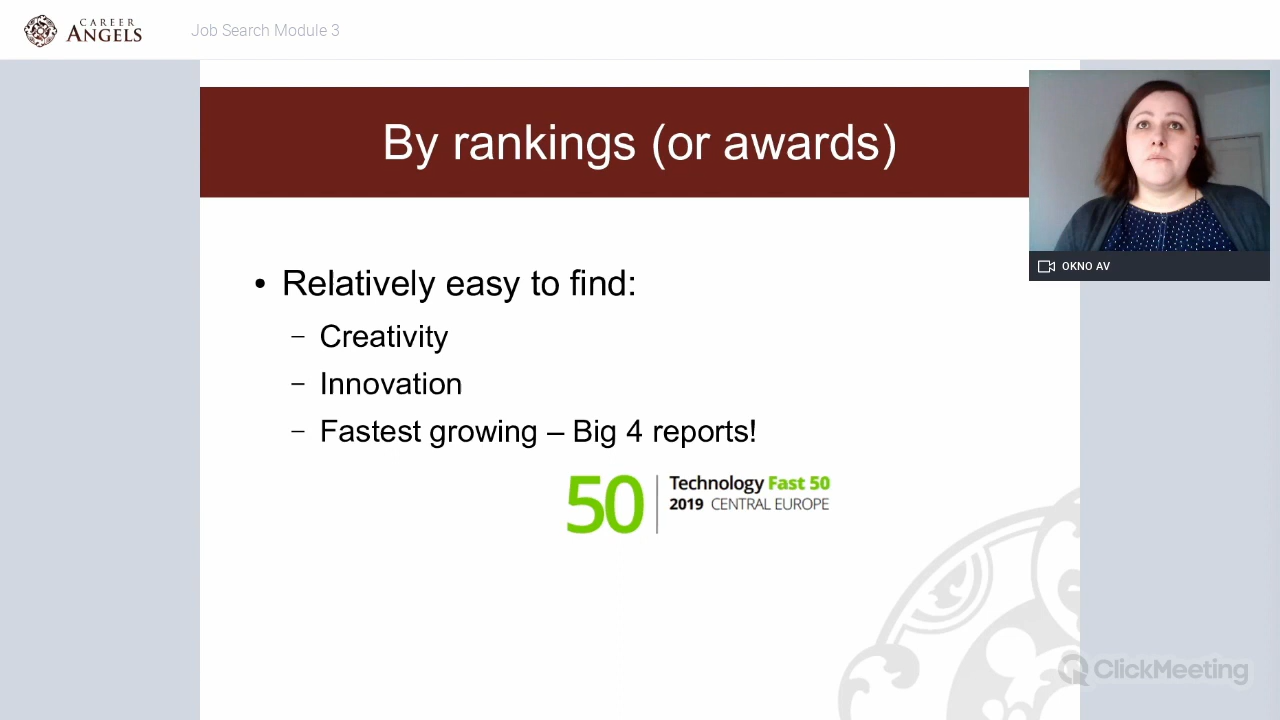 CAREER
ANGELS
Job Search Module 3
By rankings (or awards)
OKNO AV
• Relatively easy to find:
– Creativity
– Innovation
– Fastest growing – Big 4 reports!
50
Technology Fast 50
2019 CENTRAL EUROPE
ClickMeeting